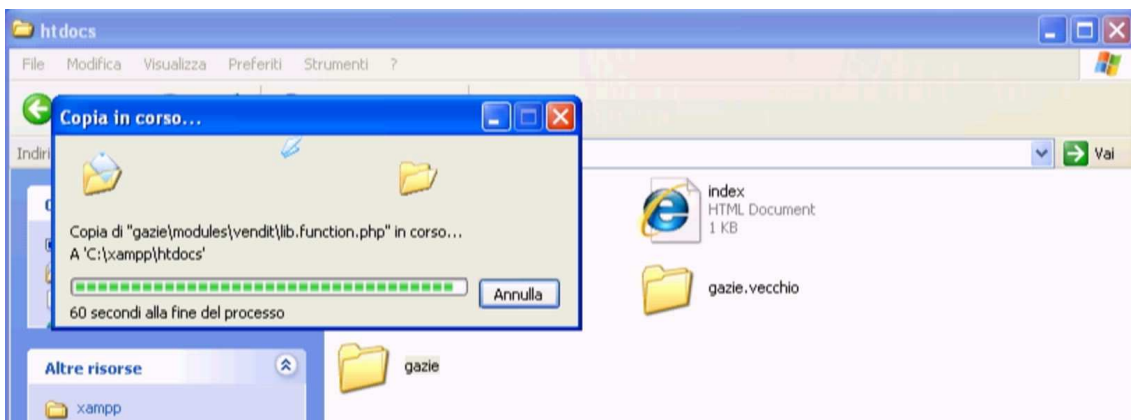 htdocs
File Modifica Visualizza Preferiti Strumenti ?
Copia in corso...
Indiri
Vai
Copia di "gazie\modules\vendit\lib.function.php" in corso...
A 'C:\xampp\htdocs'
Annulla
60 secondi alla fine del processo
index
HTML Document
1 KB
gazie.vecchio
gazie
Altre risorse
xampp